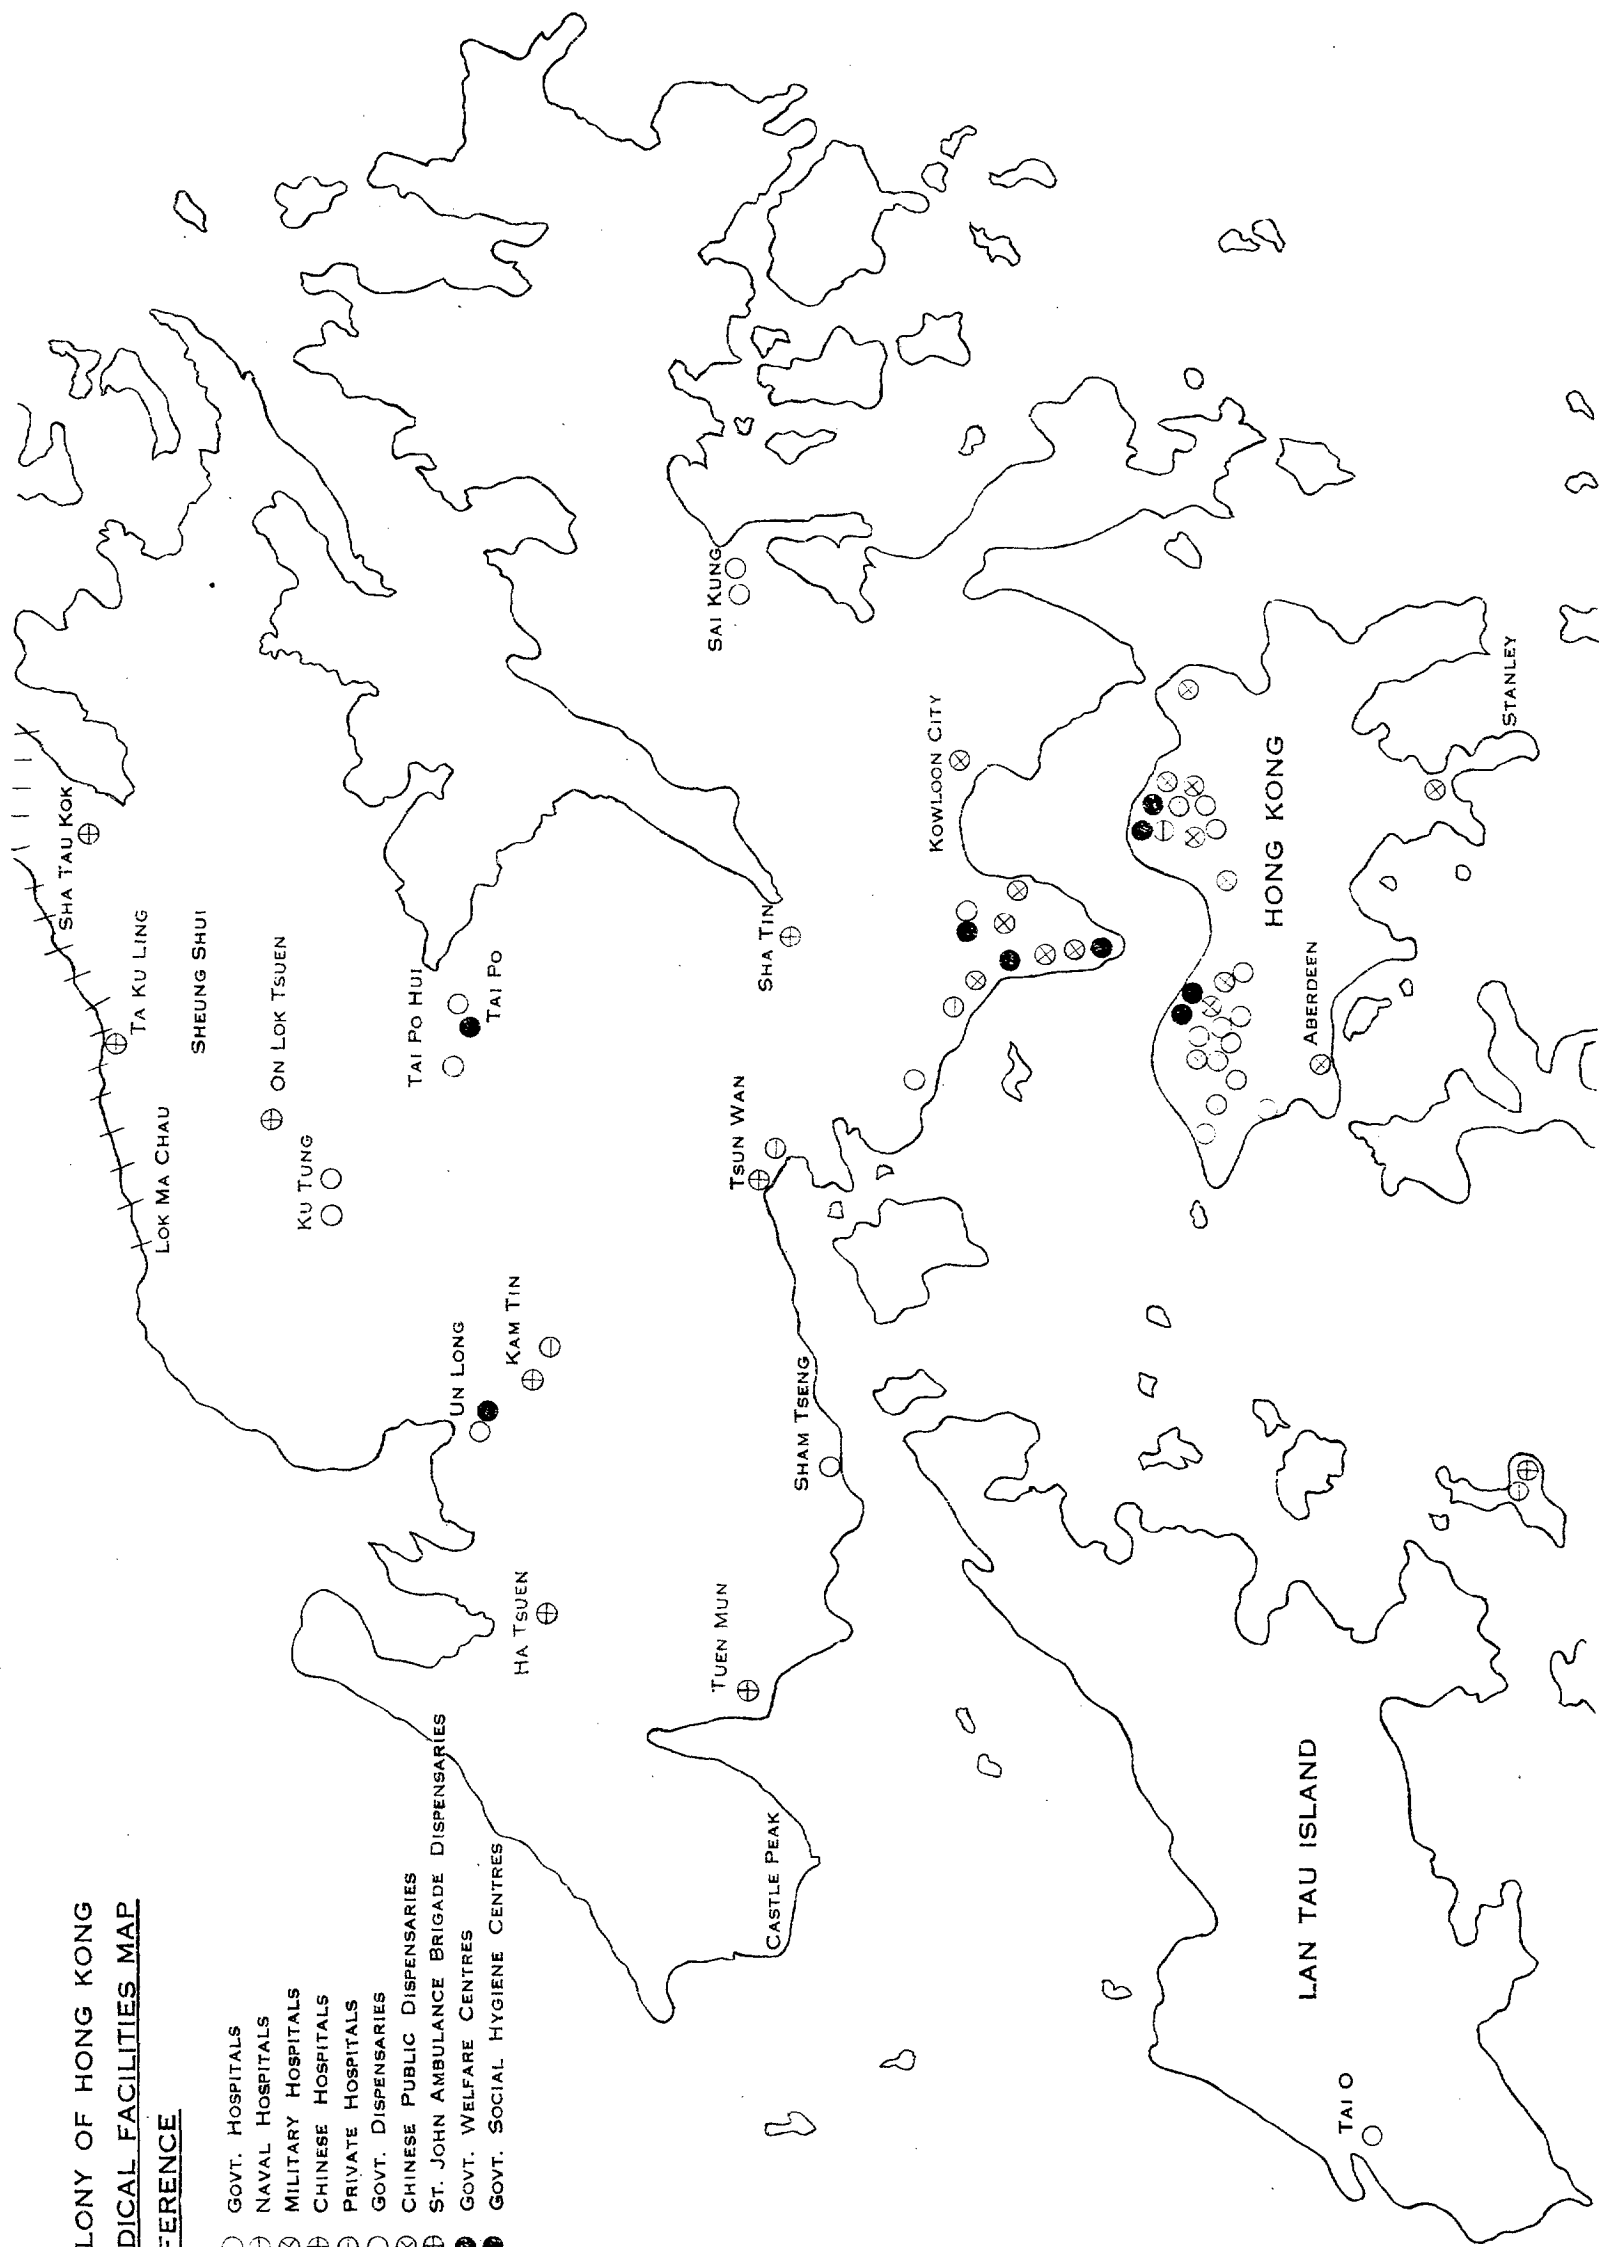 LONY OF HONG KONG
DICAL FACILITIES MAP
FERENCE
GOVT. HOSPITALS
NAVAL HOSPITALS
MILITARY HOSPITALS
CHINESE HOSPITALS
PRIVATE HOSPITALS
GOVT. DISPENSARIES
CHINESE PUBLIC DISPENSARIES
ST. JOHN AMBULANCE BRIGADE DISPENSARIES
GOVT. WELFARE CENTRES
GOVT. SOCIAL HYGIENE CENTRES
SHA TAU KOK
TA KU LING
SHEUNG SHUI
LOK MA CHAU
ON LOK TSUEN
KU TUNG
TAI PO HUI
TAI PO
UN LONG
KAM TIN
HA TSUEN
SAI KUNG
SHA TIN
TSUN WAN
TUEN MUN
SHAM TSENG
CASTLE PEAK
KOWLOON CITY
HONG KONG
ABERDEEN
STANLEY
LAN TAU ISLAND
TAI O